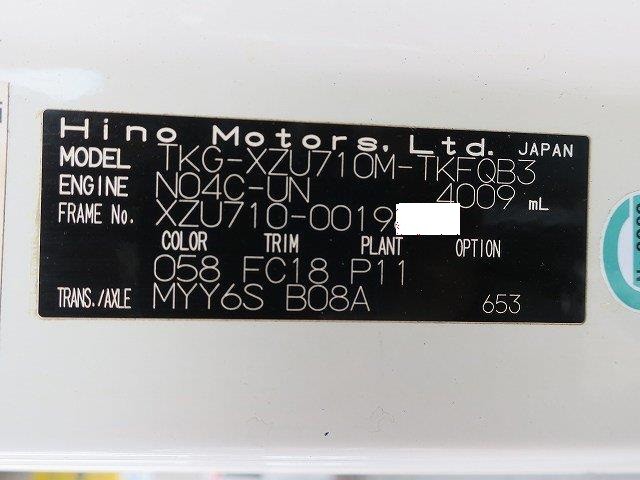 Hino Motors, Ltd. JAPAN
MODEL TKG-XZU710M-TKFQB3
ENGINE N04C-UN 4009 mL
FRAME No. XZU710-0019
COLOR TRIM PLANT OPTION
058 FC18 P11
TRANS./AXLE MYY6S B08A 653